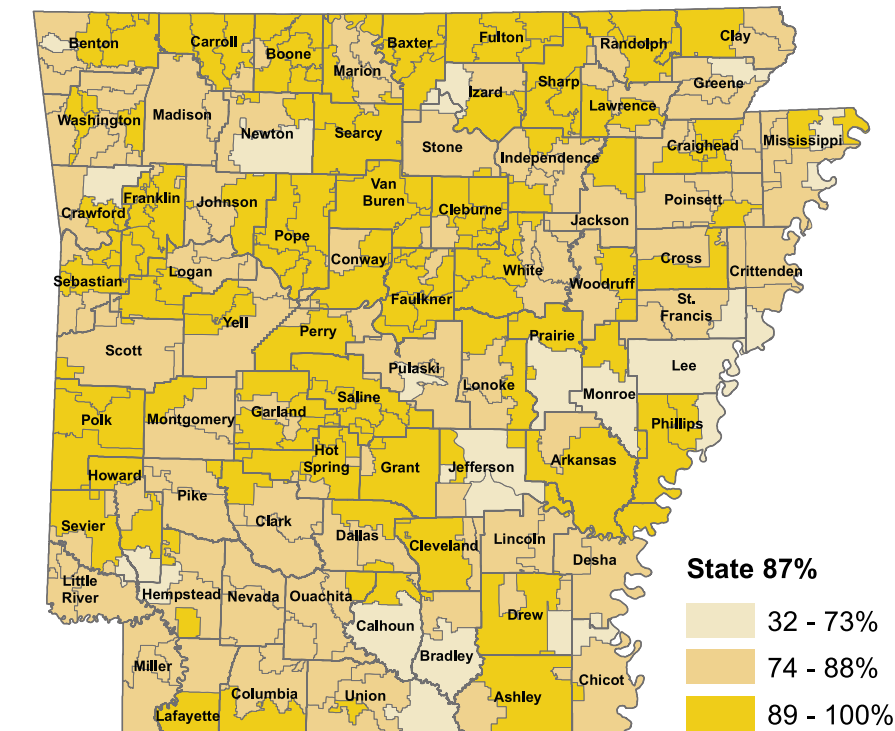 Benton
Carroll
Boone
Marion
Baxter
Fulton
Randolph
Clay
Greene
Izard
Sharp
Lawrence
Washington
Madison
Newton
Searcy
Stone
Independence
Craighead
Mississippi
Crawford
Franklin
Johnson
Pope
Van
Buren
Cleburne
Jackson
Poinsett
Sebastian
Logan
Conway
Faulkner
White
Woodruff
Cross
Crittenden
St.
Francis
Yell
Perry
Prairie
Scott
Pulaski
Lonoke
Monroe
Lee
Polk
Montgomery
Garland
Saline
Phillips
Hot
Spring
Grant
Jefferson
Arkansas
Howard
Pike
Clark
Sevier
Dallas
Cleveland
Lincoln
Desha
Little
River
Hempstead
Nevada
Ouachita
Calhoun
Drew
Bradley
Miller
Lafayette
Columbia
Union
Ashley
Chicot
State 87%
32 - 73%
74 - 88%
89 - 100%